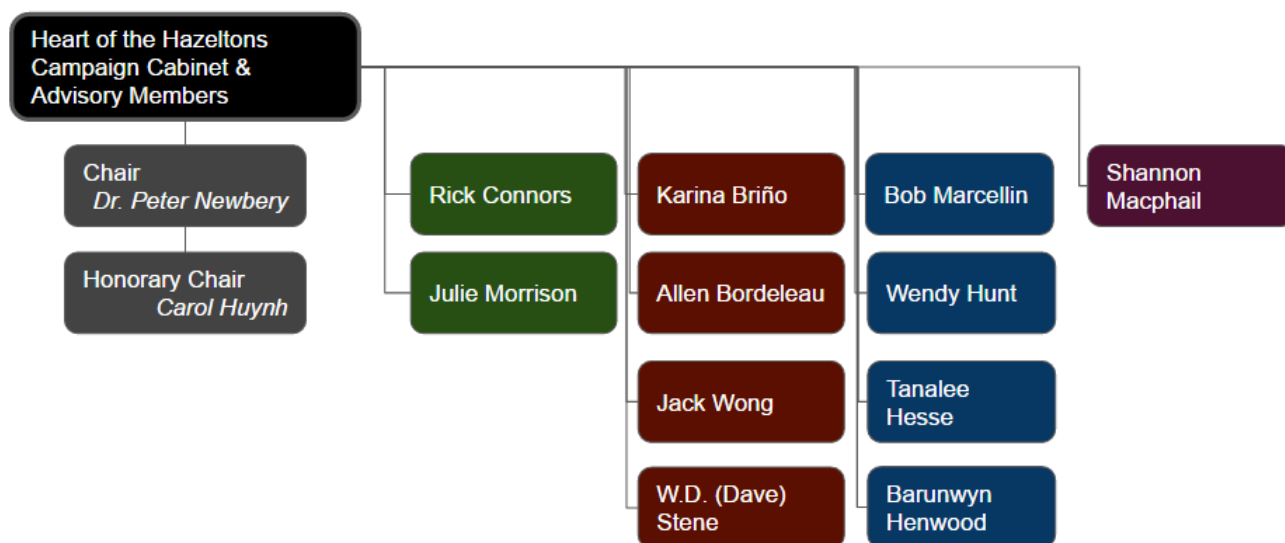 Heart of the Hazeltons
Campaign Cabinet &
Advisory Members
Chair
Dr. Peter Newbery
Honorary Chair
Carol Huynh
Rick Connors
Julie Morrison
Karina Briño
Allen Bordeleau
Jack Wong
W.D. (Dave)
Stene
Bob Marcellin
Wendy Hunt
Tanalee
Hesse
Barunwyn
Henwood
Shannon
Macphail